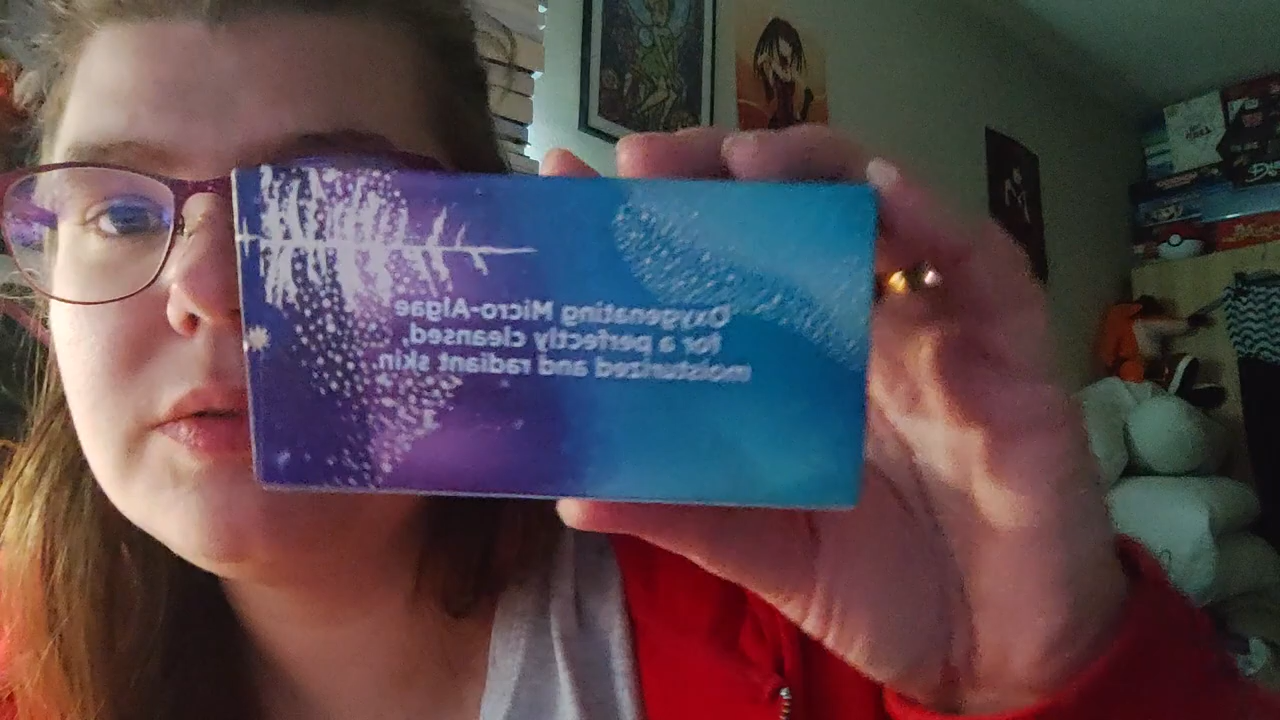 Oxygenating Micro-Algae
for a perfectly cleansed,
moisturized and radiant skin.